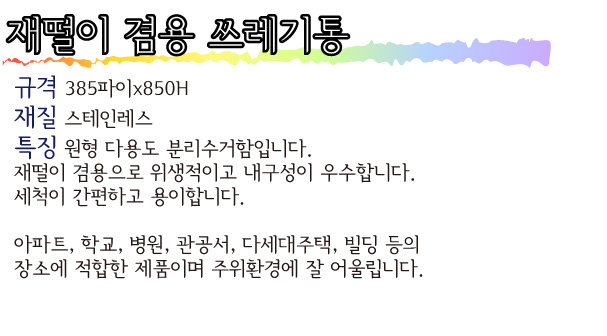 재떨이 겸용 쓰레기통
규격 385파이x850H
재질 스테인레스
특징 원형 다용도 분리수거함입니다.
재떨이 겸용으로 위생적이고 내구성이 우수합니다.
세척이 간편하고 용이합니다.
아파트, 학교, 병원, 관공서, 다세대주택, 빌딩 등의
장소에 적합한 제품이며 주위환경에 잘 어울립니다.